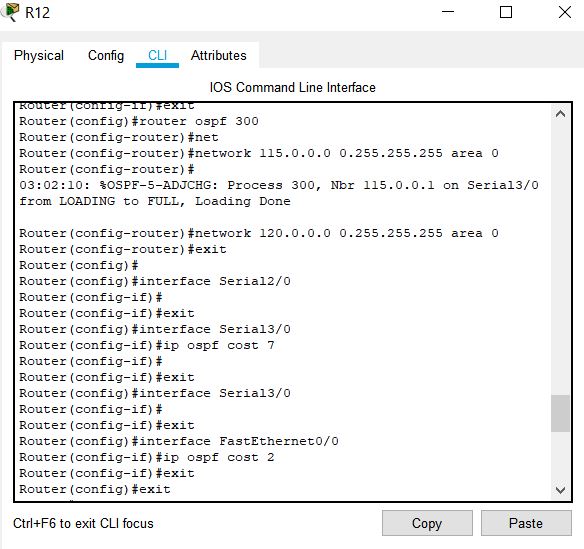 R12
Physical Config CLI Attributes
IOS Command Line Interface
Router(config-if)#exit
Router(config)#router ospf 300
Router(config-router)#net
Router(config-router)#network 115.0.0.0 0.255.255.255 area 0
Router(config-router)#
03:02:10: %OSPF-5-ADJCHG: Process 300, Nbr 115.0.0.1 on Serial3/0
from LOADING to FULL, Loading Done
Router(config-router)#network 120.0.0.0 0.255.255.255 area 0
Router(config-router)#exit
Router(config)#
Router(config)#interface Serial2/0
Router(config-if)#
Router(config-if)#exit
Router(config)#interface Serial3/0
Router(config-if)#ip ospf cost 7
Router(config-if)#
Router(config-if)#exit
Router(config)#interface Serial3/0
Router(config-if)#
Router(config-if)#exit
Router(config)#interface FastEthernet0/0
Router(config-if)#ip ospf cost 2
Router(config-if)#exit
Router(config)#exit
Ctrl+F6 to exit CLI focus
Copy Paste